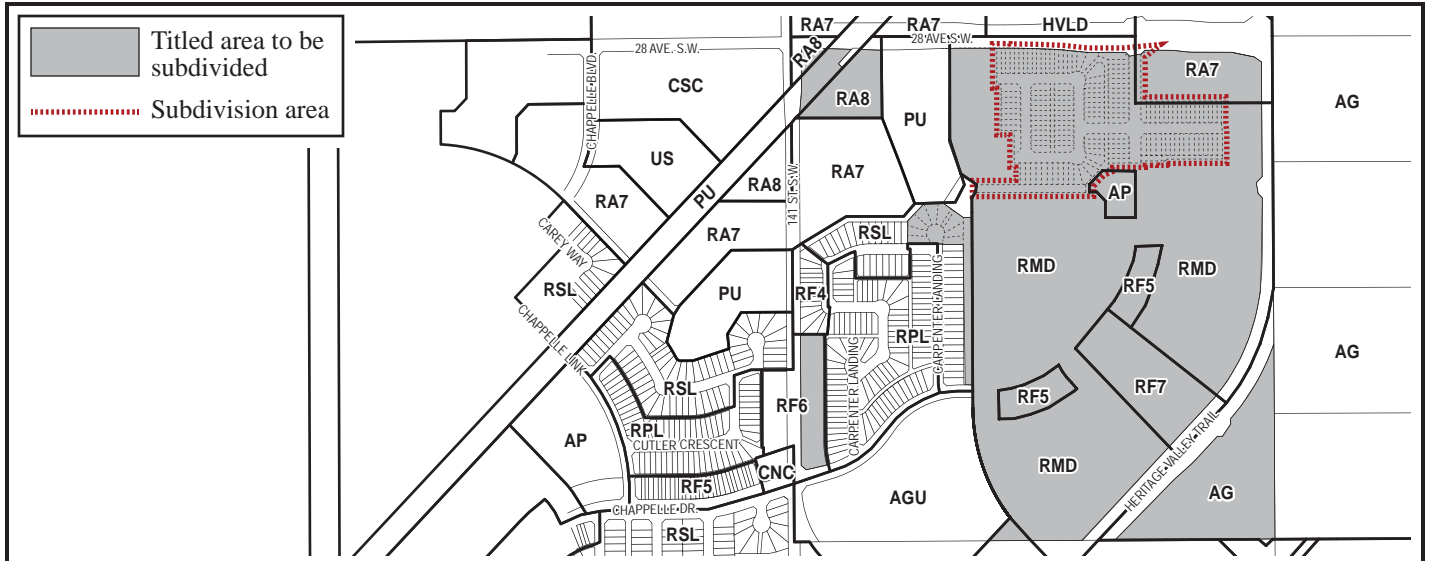 Titled area to be
subdivided
Subdivision area
RA7
RA7
HVLD
28 AVE. S.W.
28 AVE. S.W.
RA8
CHAPPELLE BLVD.
CSC
RA7
RA8
AG
PU
US
RA7
RA8
PU
AP
RA7
141 ST. S.W.
CAREY WAY
RA7
RSL
RSL
RMD
RMD
RF5
PU
RF4
CHAPPELLE LINK
RPL
CARPENTER LANDING
AG
RSL
RF5
RF7
RF6
CARPENTER LANDING
RPL
CUTLER CRESCENT
AP
CNC
RMD
HERITAGE VALLEY TRAIL
RF5
AGU
AG
CHAPPELLE DR.
RSL